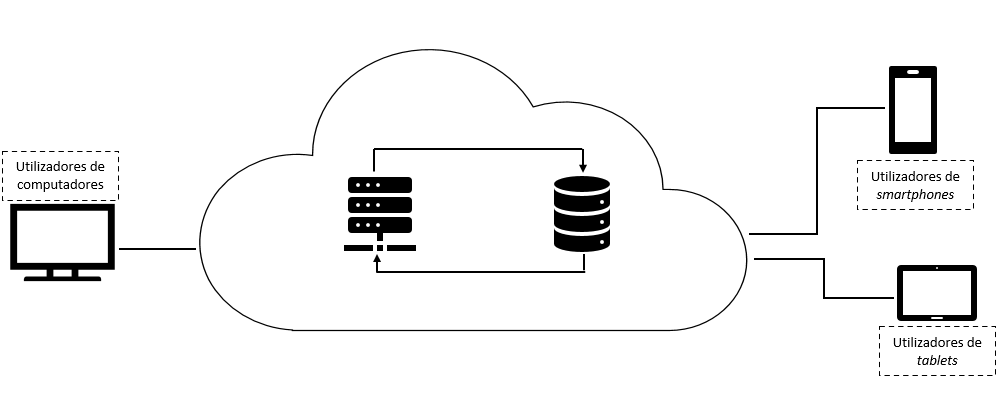 Utilizadores de
computadores
Utilizadores de
smartphones
Utilizadores de
tablets